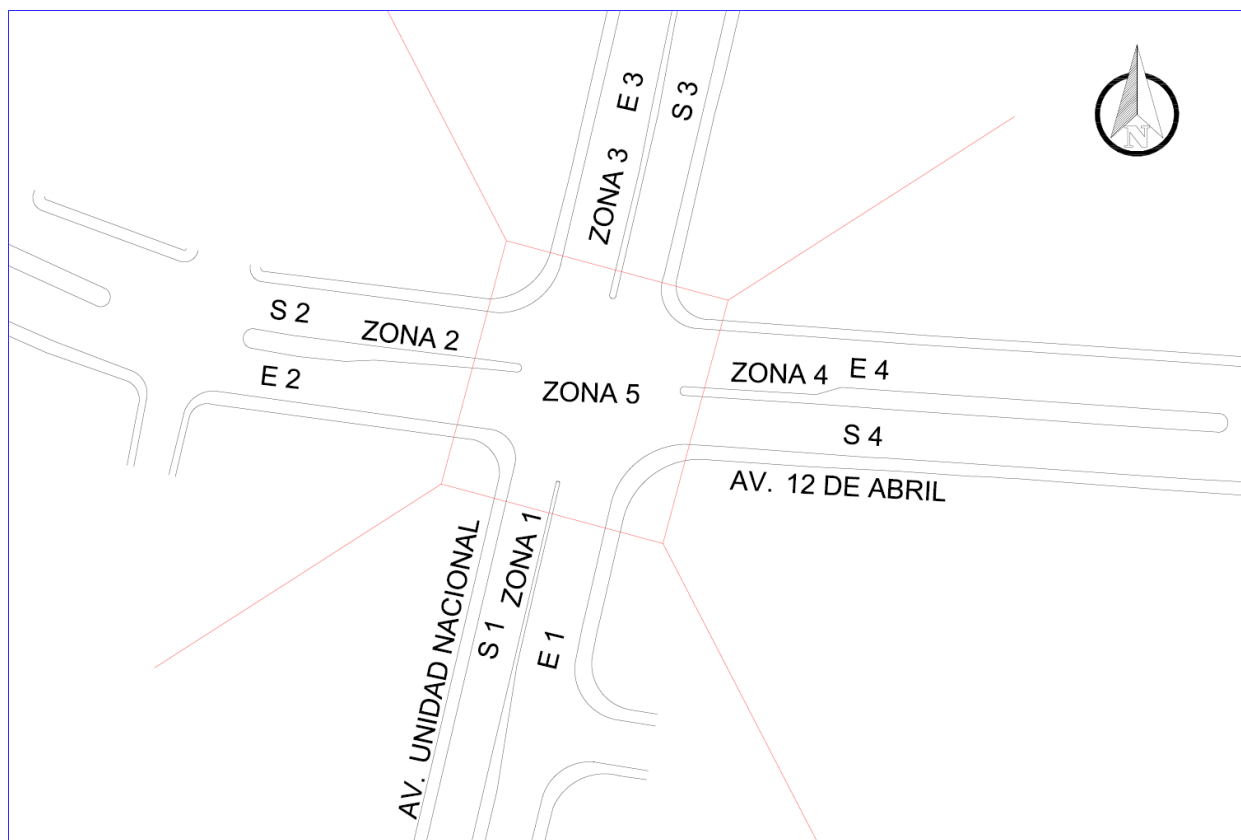 E 3
S 3
ZONA 3
N
S 2
ZONA 2
E 2
ZONA 5
ZONA 4
E 4
S 4
AV. 12 DE ABRIL
AV. UNIDAD NACIONAL
S 1
ZONA 1
E 1